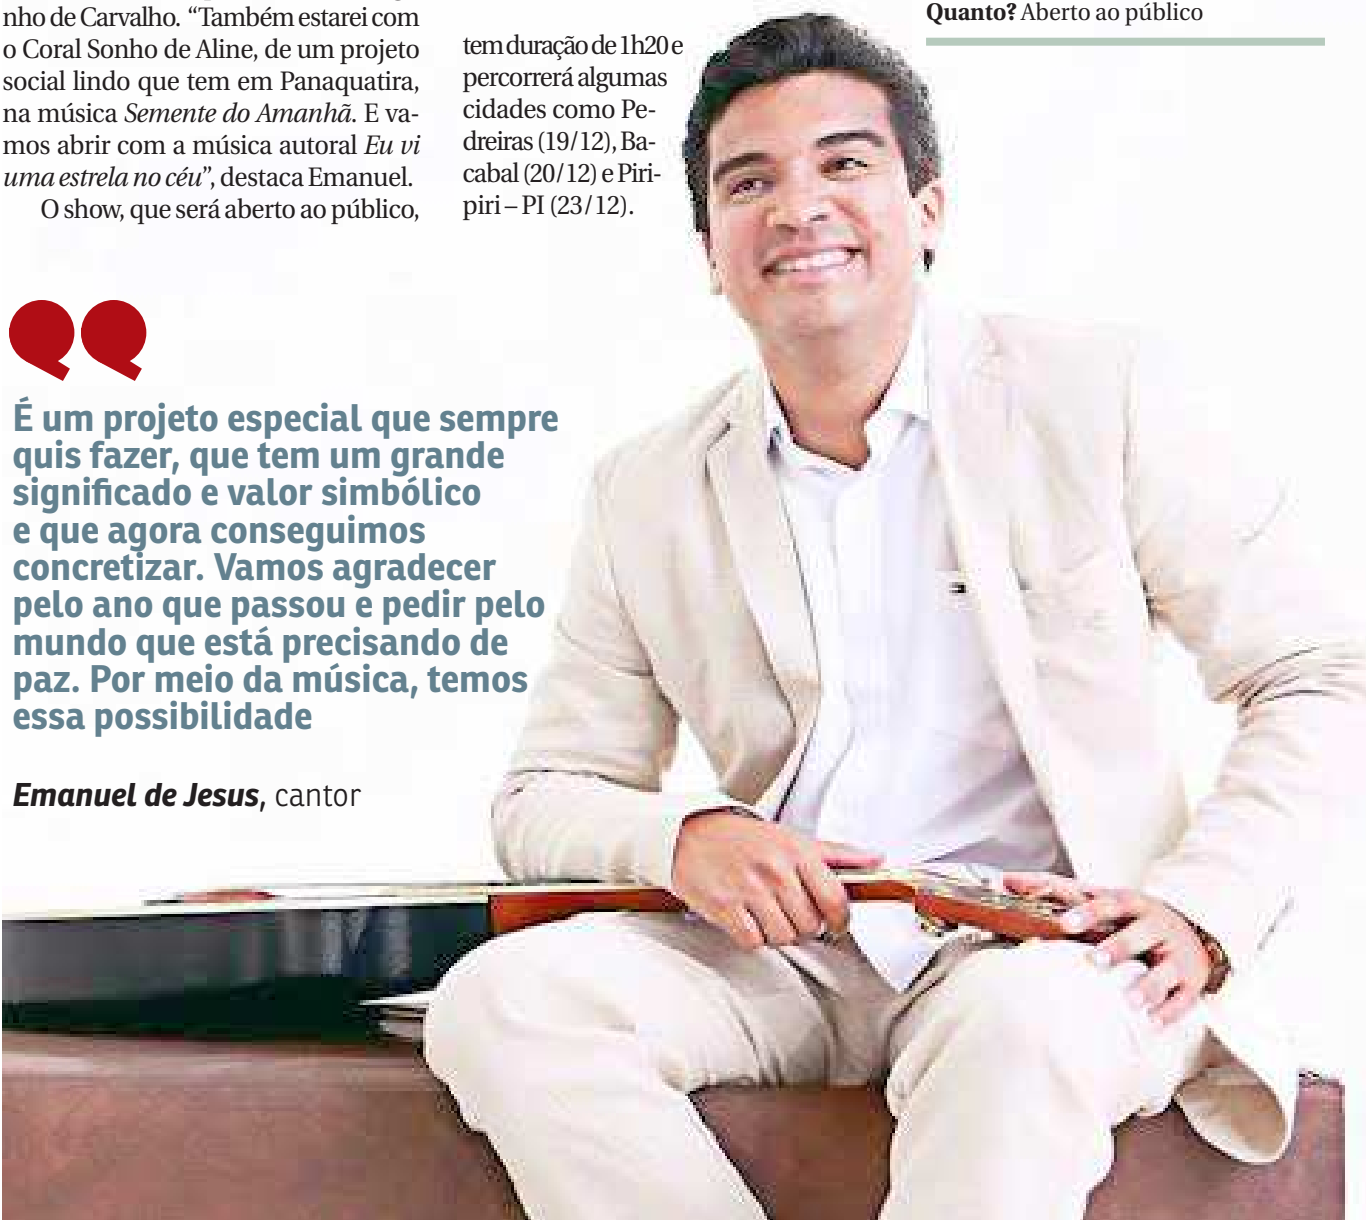 nho de Carvalho. “Também estarei com
o Coral Sonho de Aline, de um projeto
social lindo que tem em Panaquatira,
na música Semente do Amanhã. E va-
mos abrir com a música autoral Eu vi
uma estrela no céu”, destaca Emanuel.
O show, que será aberto ao público,
tem duração de 1h20 e
percorrerá algumas
cidades como Pe-
dreiras (19/12), Ba-
cabal (20/12) e Piri-
piri – PI (23/12).
Quanto? Aberto ao público
É um projeto especial que sempre
quis fazer, que tem um grande
significado e valor simbólico
e que agora conseguimos
concretizar. Vamos agradecer
pelo ano que passou e pedir pelo
mundo que está precisando de
paz. Por meio da música, temos
essa possibilidade
Emanuel de Jesus, cantor